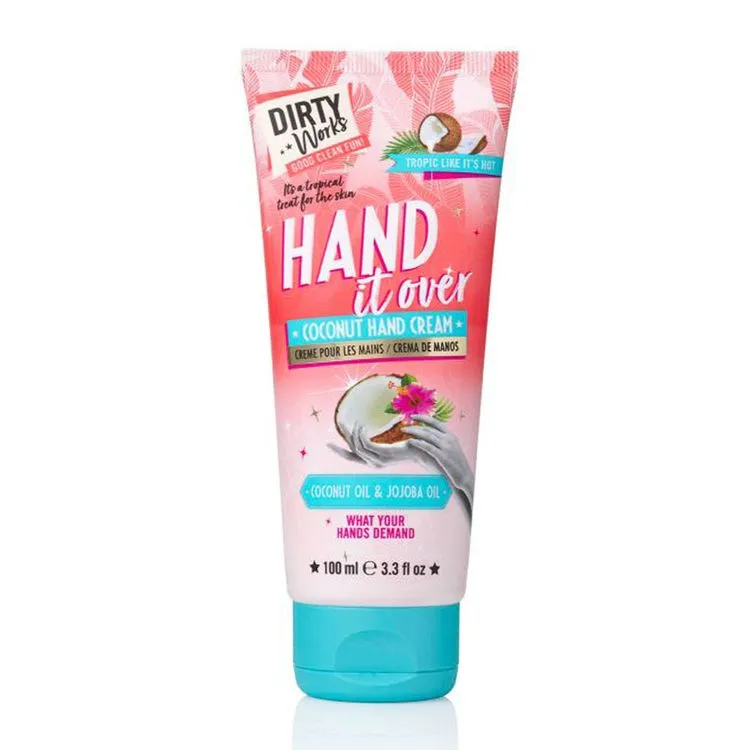 DIRTY
Works
GOOD CLEAN FUN!
TROPIC LIKE IT'S HOT
It's a tropical
treat for the skin
HAND
it over
COCONUT HAND CREAM
CREME POUR LES MAINS / CREMA DE MANOS
COCONUT OIL & JOJOBA OIL
WHAT YOUR
HANDS DEMAND
100 ml ℮ 3.3 fl oz